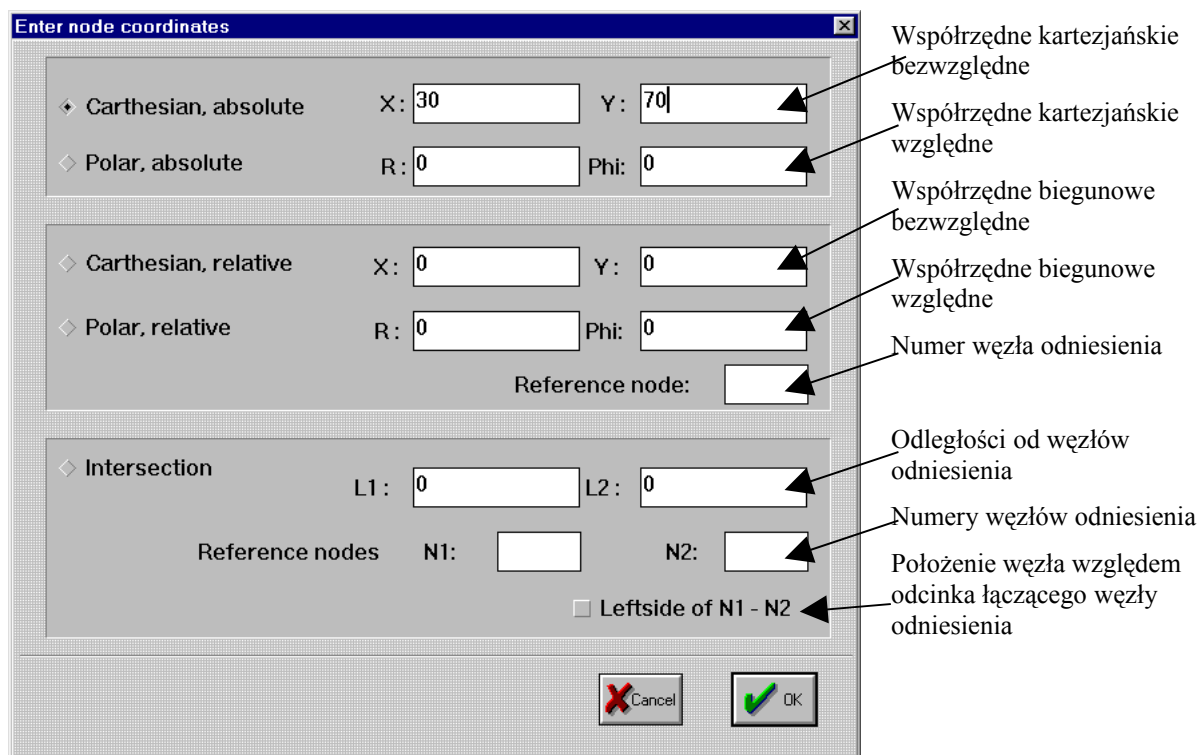 Enter node coordinates
Carthesian, absolute X: 30 Y: 70
Polar, absolute R: 0 Phi: 0
Carthesian, relative X: 0 Y: 0
Polar, relative R: 0 Phi: 0
Reference node:
Intersection
L1: 0 L2: 0
Reference nodes N1: N2:
Leftside of N1 - N2
Cancel OK
Współrzędne kartezjańskie
bezwzględne
Współrzędne kartezjańskie
względne
Współrzędne biegunowe
bezwzględne
Współrzędne biegunowe
względne
Numer węzła odniesienia
Odległości od węzłów
odniesienia
Numery węzłów odniesienia
Położenie węzła względem
odcinka łączącego węzły
odniesienia